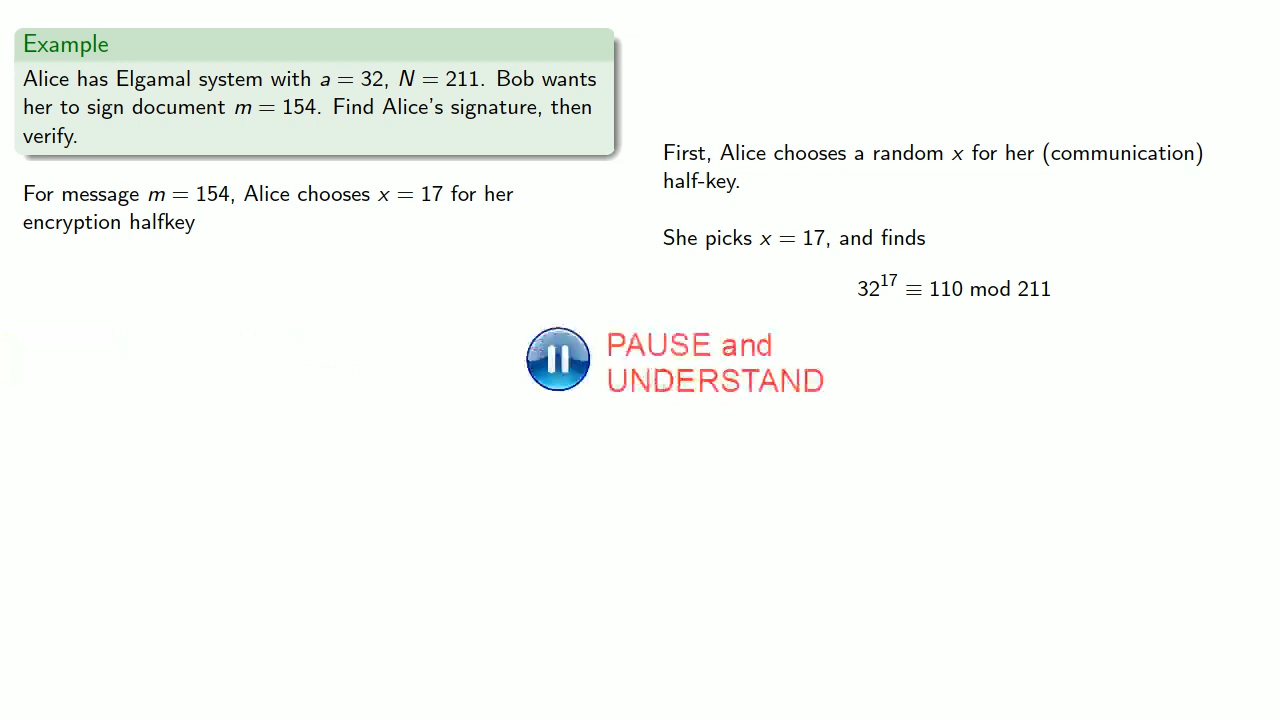 Example
Alice has Elgamal system with a = 32, N = 211. Bob wants
her to sign document m = 154. Find Alice's signature, then
verify.
For message m = 154, Alice chooses x = 17 for her
encryption halfkey
First, Alice chooses a random x for her (communication)
half-key.
She picks x = 17, and finds
32¹⁷ ≡ 110 mod 211
PAUSE and
UNDERSTAND